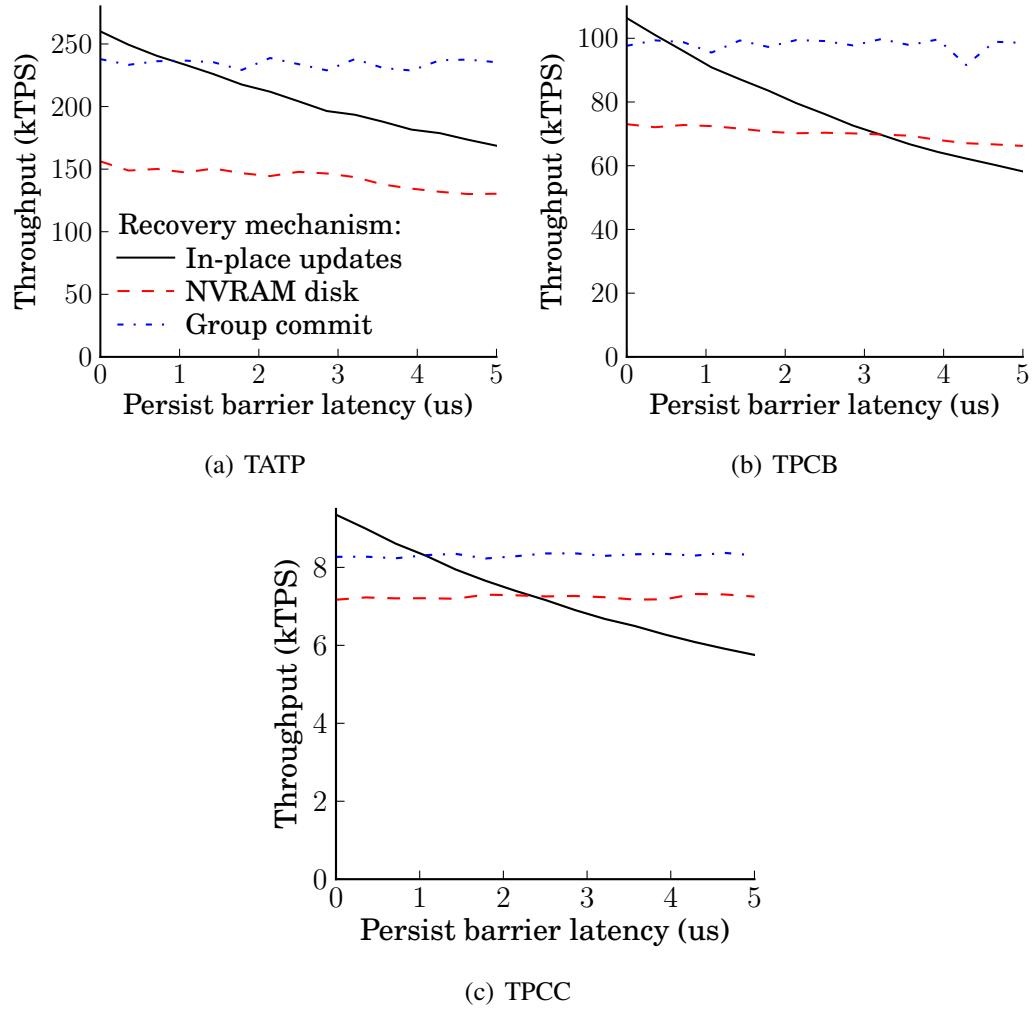 Throughput (kTPS)
250
200
150
100
50
0
Recovery mechanism:
In-place updates
NVRAM disk
Group commit
0 1 2 3 4 5
Persist barrier latency (us)
(a) TATP
Throughput (kTPS)
100
80
60
40
20
0
0 1 2 3 4 5
Persist barrier latency (us)
(b) TPCB
Throughput (kTPS)
8
6
4
2
0
0 1 2 3 4 5
Persist barrier latency (us)
(c) TPCC